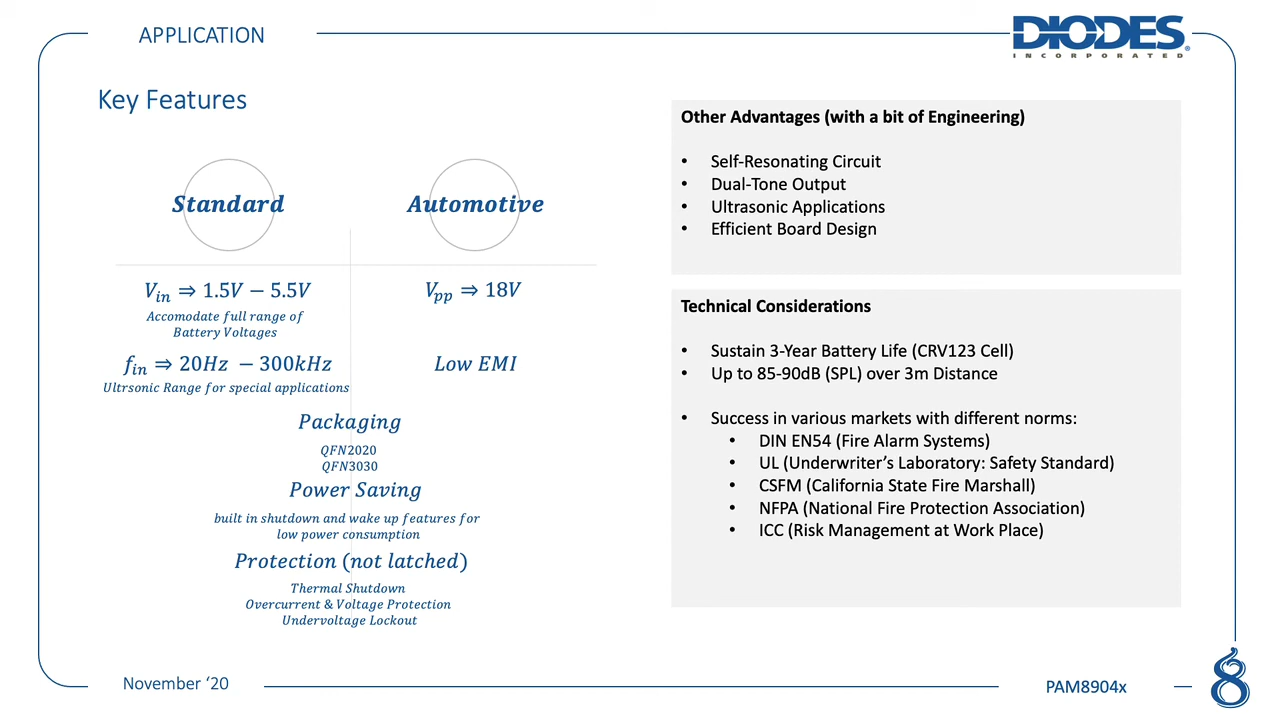 APPLICATION
DIODES
INCORPORATED
Key Features
Standard
Automotive
Vin ⇒ 1.5V − 5.5V
Accomodate full range of
Battery Voltages
Vpp ⇒ 18V
fin ⇒ 20Hz − 300kHz
Ultrsonic Range for special applications
Low EMI
Packaging
QFN2020
QFN3030
Power Saving
built in shutdown and wake up features for
low power consumption
Protection (not latched)
Thermal Shutdown
Overcurrent & Voltage Protection
Undervoltage Lockout
Other Advantages (with a bit of Engineering)
• Self-Resonating Circuit
• Dual-Tone Output
• Ultrasonic Applications
• Efficient Board Design
Technical Considerations
• Sustain 3-Year Battery Life (CRV123 Cell)
• Up to 85-90dB (SPL) over 3m Distance
• Success in various markets with different norms:
• DIN EN54 (Fire Alarm Systems)
• UL (Underwriter’s Laboratory: Safety Standard)
• CSFM (California State Fire Marshall)
• NFPA (National Fire Protection Association)
• ICC (Risk Management at Work Place)
November ‘20
PAM8904x
8